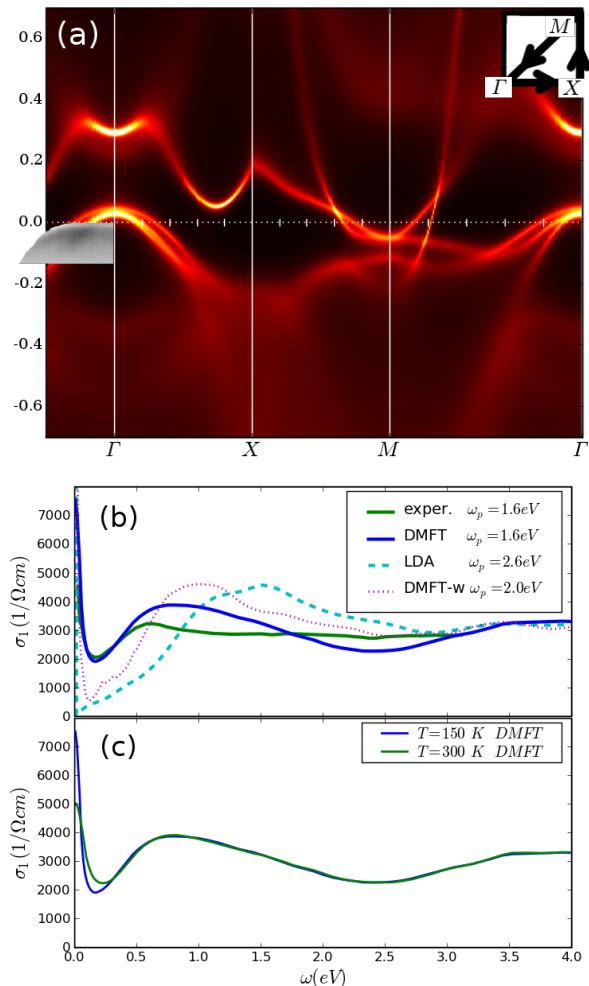 (a)
M
Γ
X
0.6
0.4
0.2
0.0
-0.2
-0.4
-0.6
Γ
X
M
Γ
(b)
exper. ω_p = 1.6eV
DMFT ω_p = 1.6eV
LDA ω_p = 2.6eV
DMFT-w ω_p = 2.0eV
σ_1 (1/Ωcm)
7000
6000
5000
4000
3000
2000
1000
0
(c)
T=150 K DMFT
T=300 K DMFT
σ_1 (1/Ωcm)
7000
6000
5000
4000
3000
2000
1000
0
0.0 0.5 1.0 1.5 2.0 2.5 3.0 3.5 4.0
ω(eV)